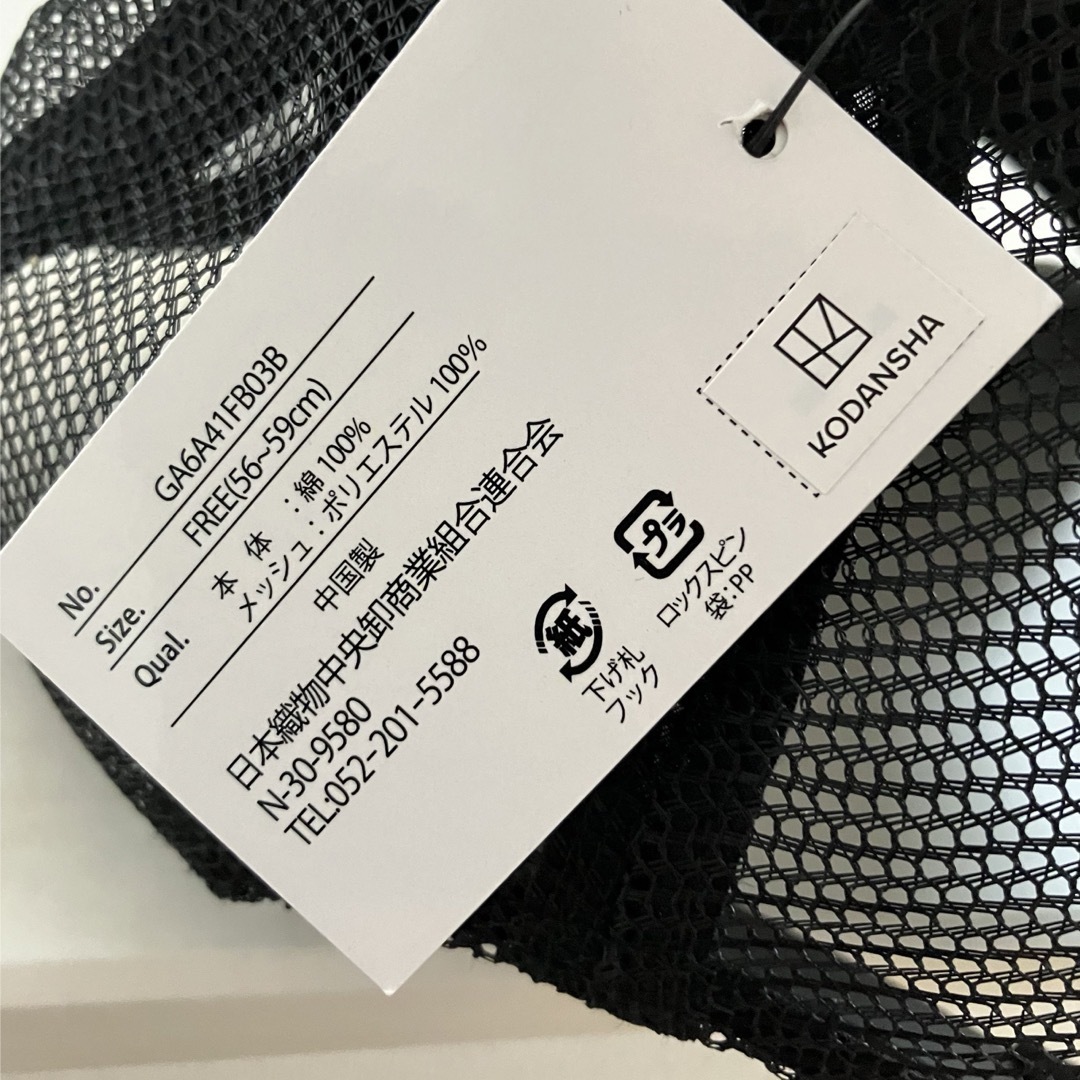 No. GA6A41FB03B
Size. FREE(56~59cm)
Qual. 本 体 :綿 100%
メッシュ:ポリエステル 100%
中国製
日本織物中央卸商業組合連合会
N-30-9580
TEL:052-201-5588
紙
下げ札
フック
プラ
ロックスピン
袋:PP
KODANSHA